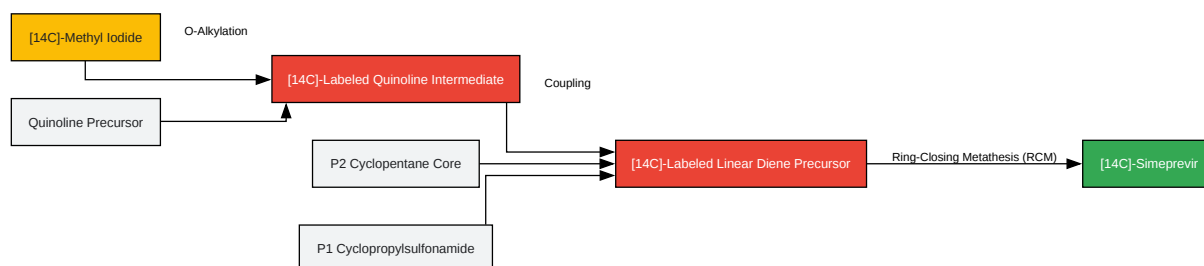 [14C]-Methyl Iodide
O-Alkylation
[14C]-Labeled Quinoline Intermediate
Coupling
Quinoline Precursor
P2 Cyclopentane Core
[14C]-Labeled Linear Diene Precursor
Ring-Closing Metathesis (RCM)
[14C]-Simeprevir
P1 Cyclopropylsulfonamide